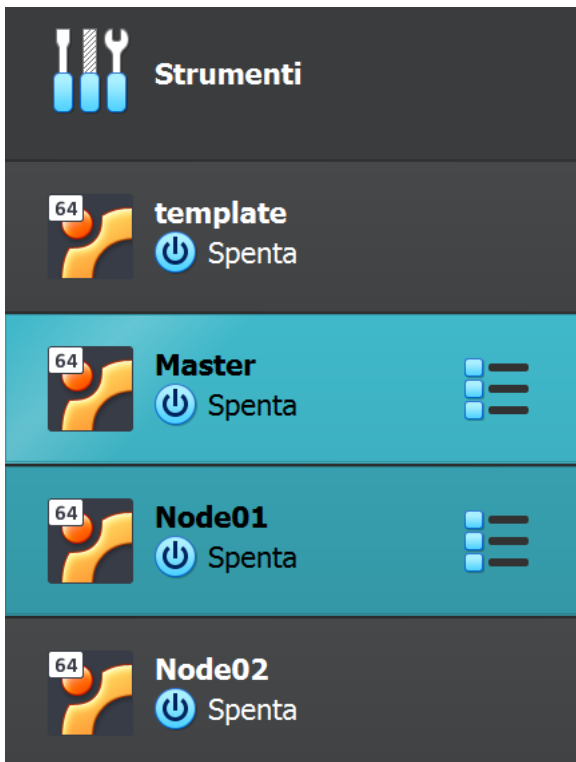 Strumenti
64
template
Spenta
64
Master
Spenta
64
Node01
Spenta
64
Node02
Spenta